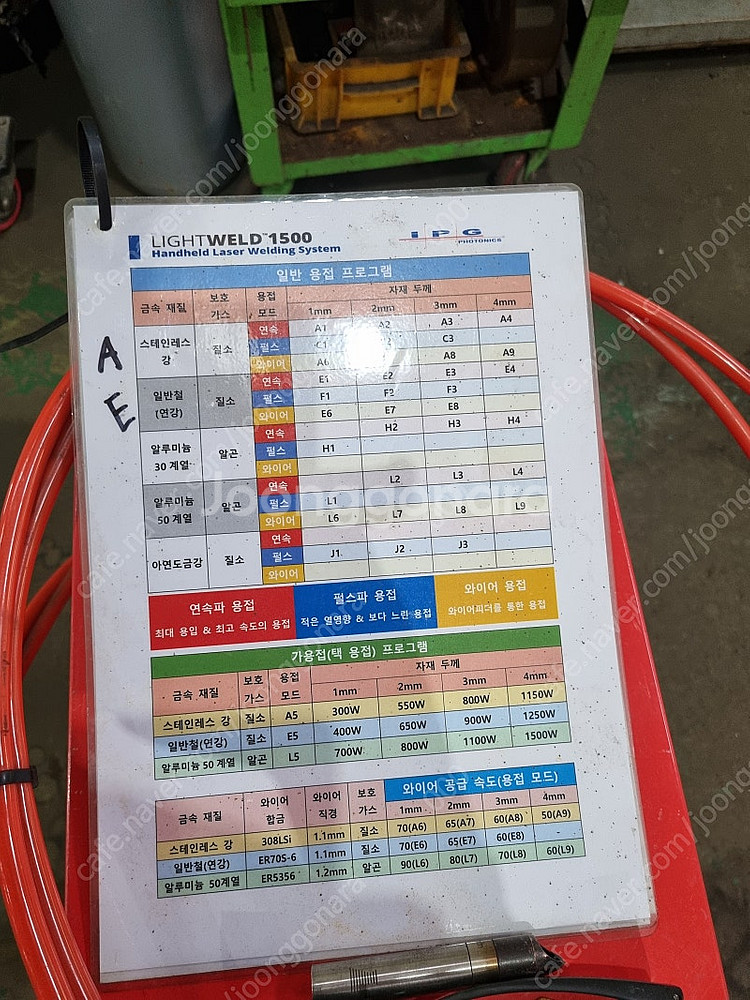 LIGHTWELD™ 1500
Handheld Laser Welding System
IPG
PHOTONICS
일반 용접 프로그램
금속 재질 보호 가스 용접 모드 자재 두께
1mm 2mm 3mm 4mm
스테인레스 강 질소
연속 A1 A2 A3 A4
펄스 C1 C3
와이어 A6 A8 A9
일반철 (연강) 질소
연속 E1 E2 E3 E4
펄스 F1 F2 F3
와이어 E6 E7 E8
알루미늄 30 계열 알곤
연속 H2 H3 H4
펄스 H1
와이어
알루미늄 50 계열 알곤
연속 L2 L3 L4
펄스 L1
와이어 L6 L7 L8 L9
아연도금강 질소
연속
펄스 J1 J2 J3
와이어
연속파 용접 펄스파 용접 와이어 용접
최대 용입 & 최고 속도의 용접 적은 열영향 & 보다 느린 용접 와이어피더를 통한 용접
가용접(택 용접) 프로그램
금속 재질 보호 가스 용접 모드 자재 두께
1mm 2mm 3mm 4mm
스테인레스 강 질소 A5 300W 550W 800W 1150W
일반철(연강) 질소 E5 400W 650W 900W 1250W
알루미늄 50 계열 알곤 L5 700W 800W 1100W 1500W
금속 재질 와이어 합금 와이어 직경 보호 가스 와이어 공급 속도(용접 모드)
1mm 2mm 3mm 4mm
스테인레스 강 308LSi 1.1mm 질소 70(A6) 65(A7) 60(A8) 50(A9)
일반철(연강) ER70S-6 1.1mm 질소 70(E6) 65(E7) 60(E8)
알루미늄 50계열 ER5356 1.2mm 알곤 90(L6) 80(L7) 70(L8) 60(L9)
A
E
Joonggonara
cafe.naver.com/joonggonara